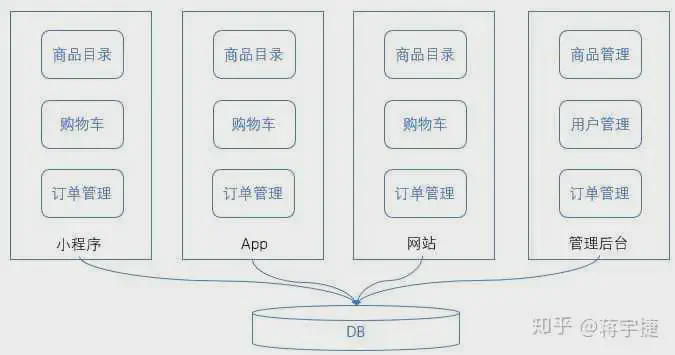 商品目录 商品目录 商品目录 商品管理
购物车 购物车 购物车 用户管理
订单管理 订单管理 订单管理 订单管理
小程序 App 网站 管理后台
DB
知乎 @蒋宇捷